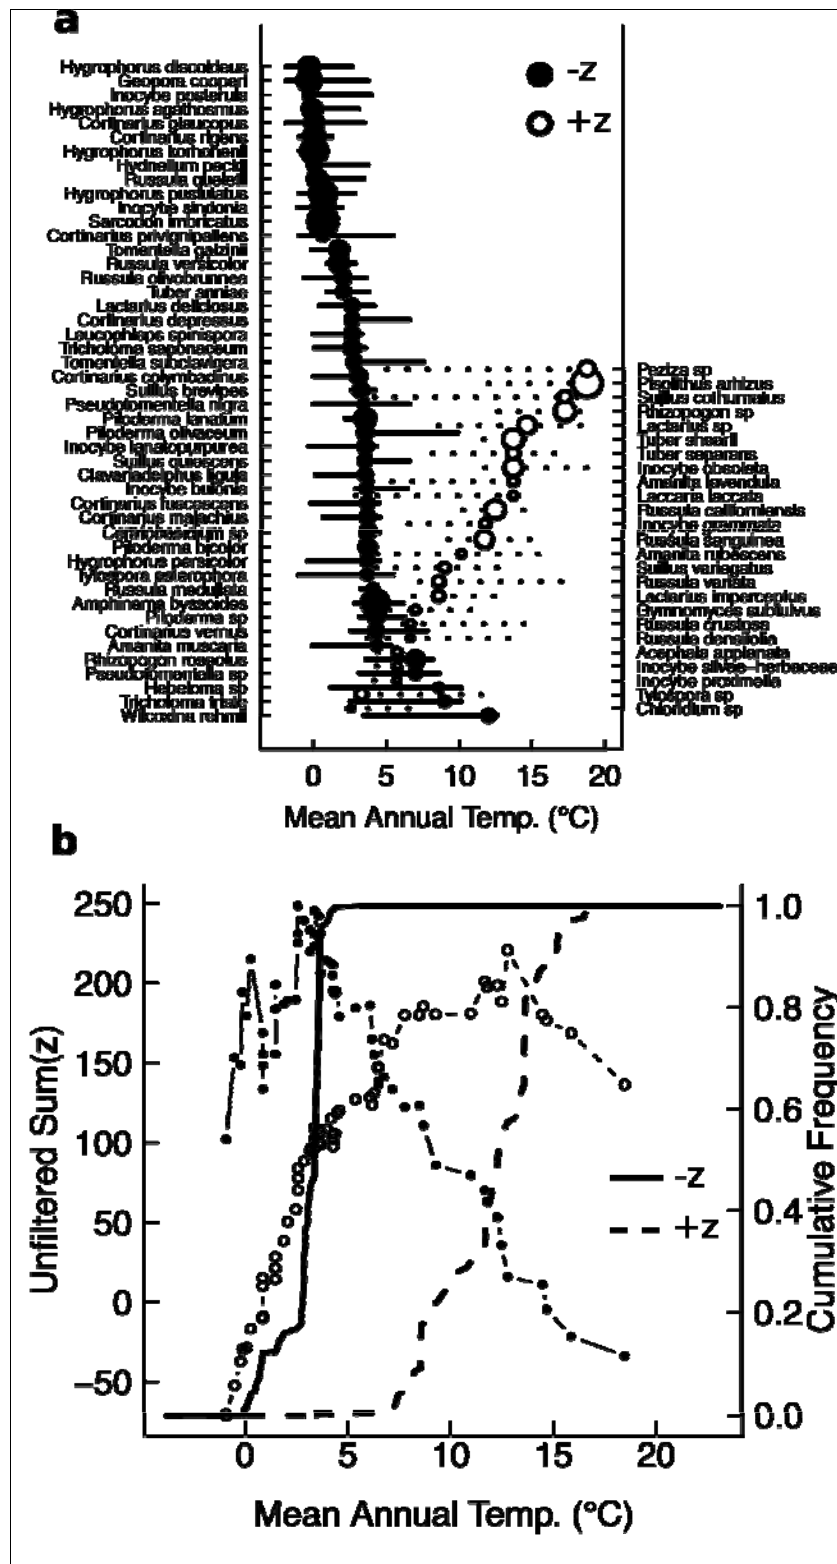 a
Hygrophorus discoideus
Geopora cooperi
Inocybe posterula
Hygrophorus agathosmus
Cortinarius glaucopus
Cortinarius rigens
Hygrophorus korhonenii
Hydnellum peckii
Russula queletii
Hygrophorus pustulatus
Inocybe sindonia
Sarcodon imbricatus
Cortinarius privignipallens
Tomentella galzinii
Russula versicolor
Russula olivobrunnea
Tuber anniae
Lactarius deliciosus
Cortinarius depressus
Leucophleps spinispora
Tricholoma saponaceum
Tomentella subclavigera
Cortinarius colymbadinus
Suillus brevipes
Pseudotomentella nigra
Piloderma lanatum
Piloderma olivaceum
Inocybe lanatopurpurea
Suillus quiescens
Clavariadelphus ligula
Inocybe bulonia
Cortinarius fuscescens
Cortinarius malachius
Cenococcum sp
Piloderma bicolor
Hygrophorus persicolor
Tylospora asterophora
Russula medullata
Amphinema byssoides
Piloderma sp
Cortinarius vernus
Amanita muscaria
Rhizopogon roseolus
Pseudotomentella sp
Hebeloma sp
Tricholoma triste
Wilcoxina rehmii
-z
+z
Peziza sp
Pisolithus arhizus
Suillus cothurnatus
Rhizopogon sp
Lactarius sp
Tuber shearii
Tuber separans
Inocybe obsoleta
Amanita lavendula
Laccaria laccata
Russula californiensis
Inocybe grammata
Russula sanguinea
Amanita rubescens
Suillus variegatus
Russula variata
Lactarius imperceptus
Gymnomyces subfulvus
Russula crustosa
Russula densifolia
Acephala applanata
Inocybe silvae-herbaceae
Inocybe proximella
Tylospora sp
Chloridium sp
0 5 10 15 20
Mean Annual Temp. (°C)
b
Unfiltered Sum(z)
250
200
150
100
50
0
−50
-z
+z
1.0
0.8
0.6
0.4
0.2
0.0
Cumulative Frequency
0 5 10 15 20
Mean Annual Temp. (°C)